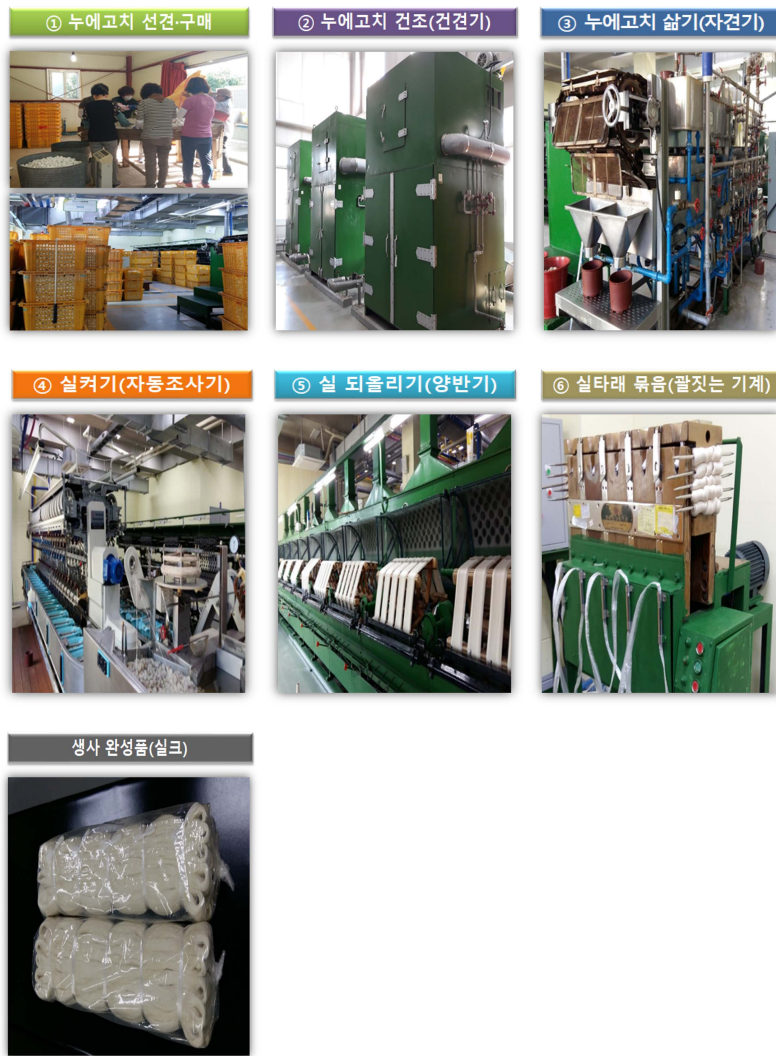 ① 누에고치 선견·구매
② 누에고치 건조(건견기)
③ 누에고치 삶기(자견기)
④ 실켜기(자동조사기)
⑤ 실 되올리기(양반기)
⑥ 실타래 묶음(괄짓는 기계)
생사 완성품(실크)